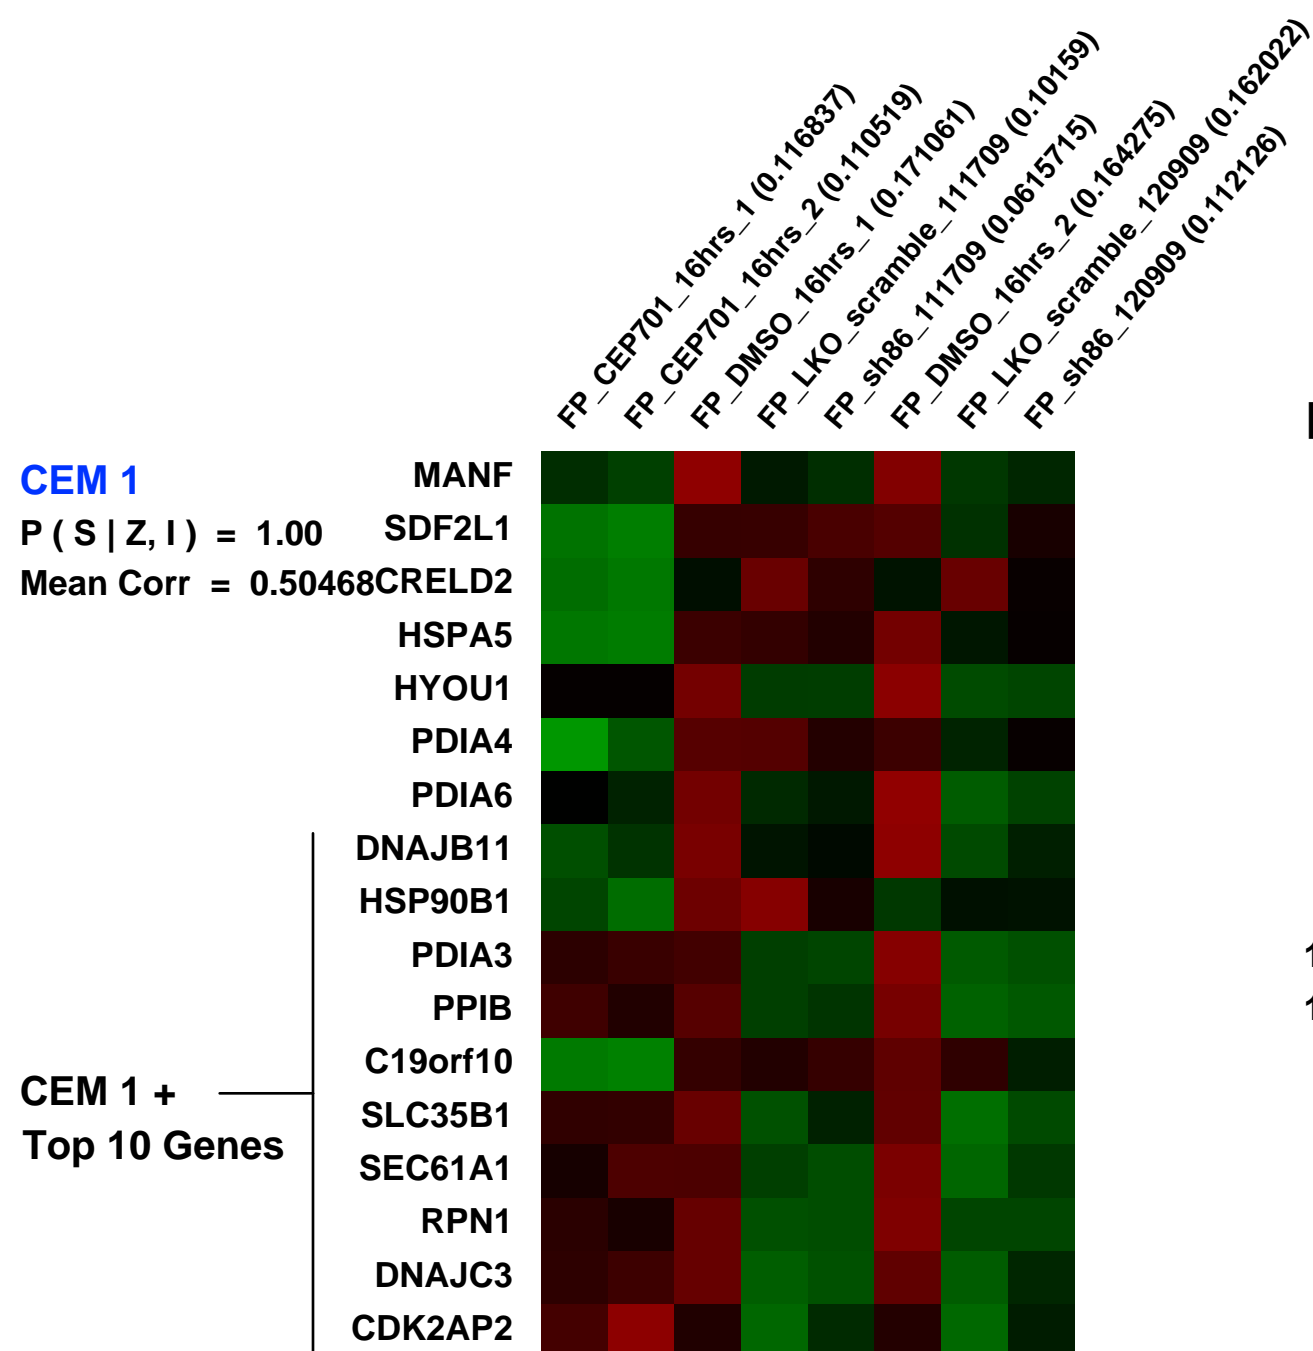 FP_CEP701_16hrs_1 (0.116837)
FP_CEP701_16hrs_2 (0.110519)
FP_DMSO_16hrs_1 (0.171061)
FP_LKO_scramble_111709 (0.10159)
FP_sh86_111709 (0.0615715)
FP_DMSO_16hrs_2 (0.164275)
FP_LKO_scramble_120909 (0.162022)
FP_sh86_120909 (0.112126)
CEM 1
P ( S | Z, I ) = 1.00
Mean Corr = 0.50468
MANF
SDF2L1
CRELD2
HSPA5
HYOU1
PDIA4
PDIA6
DNAJB11
HSP90B1
PDIA3
PPIB
C19orf10
SLC35B1
SEC61A1
RPN1
DNAJC3
CDK2AP2
CEM 1 +
Top 10 Genes